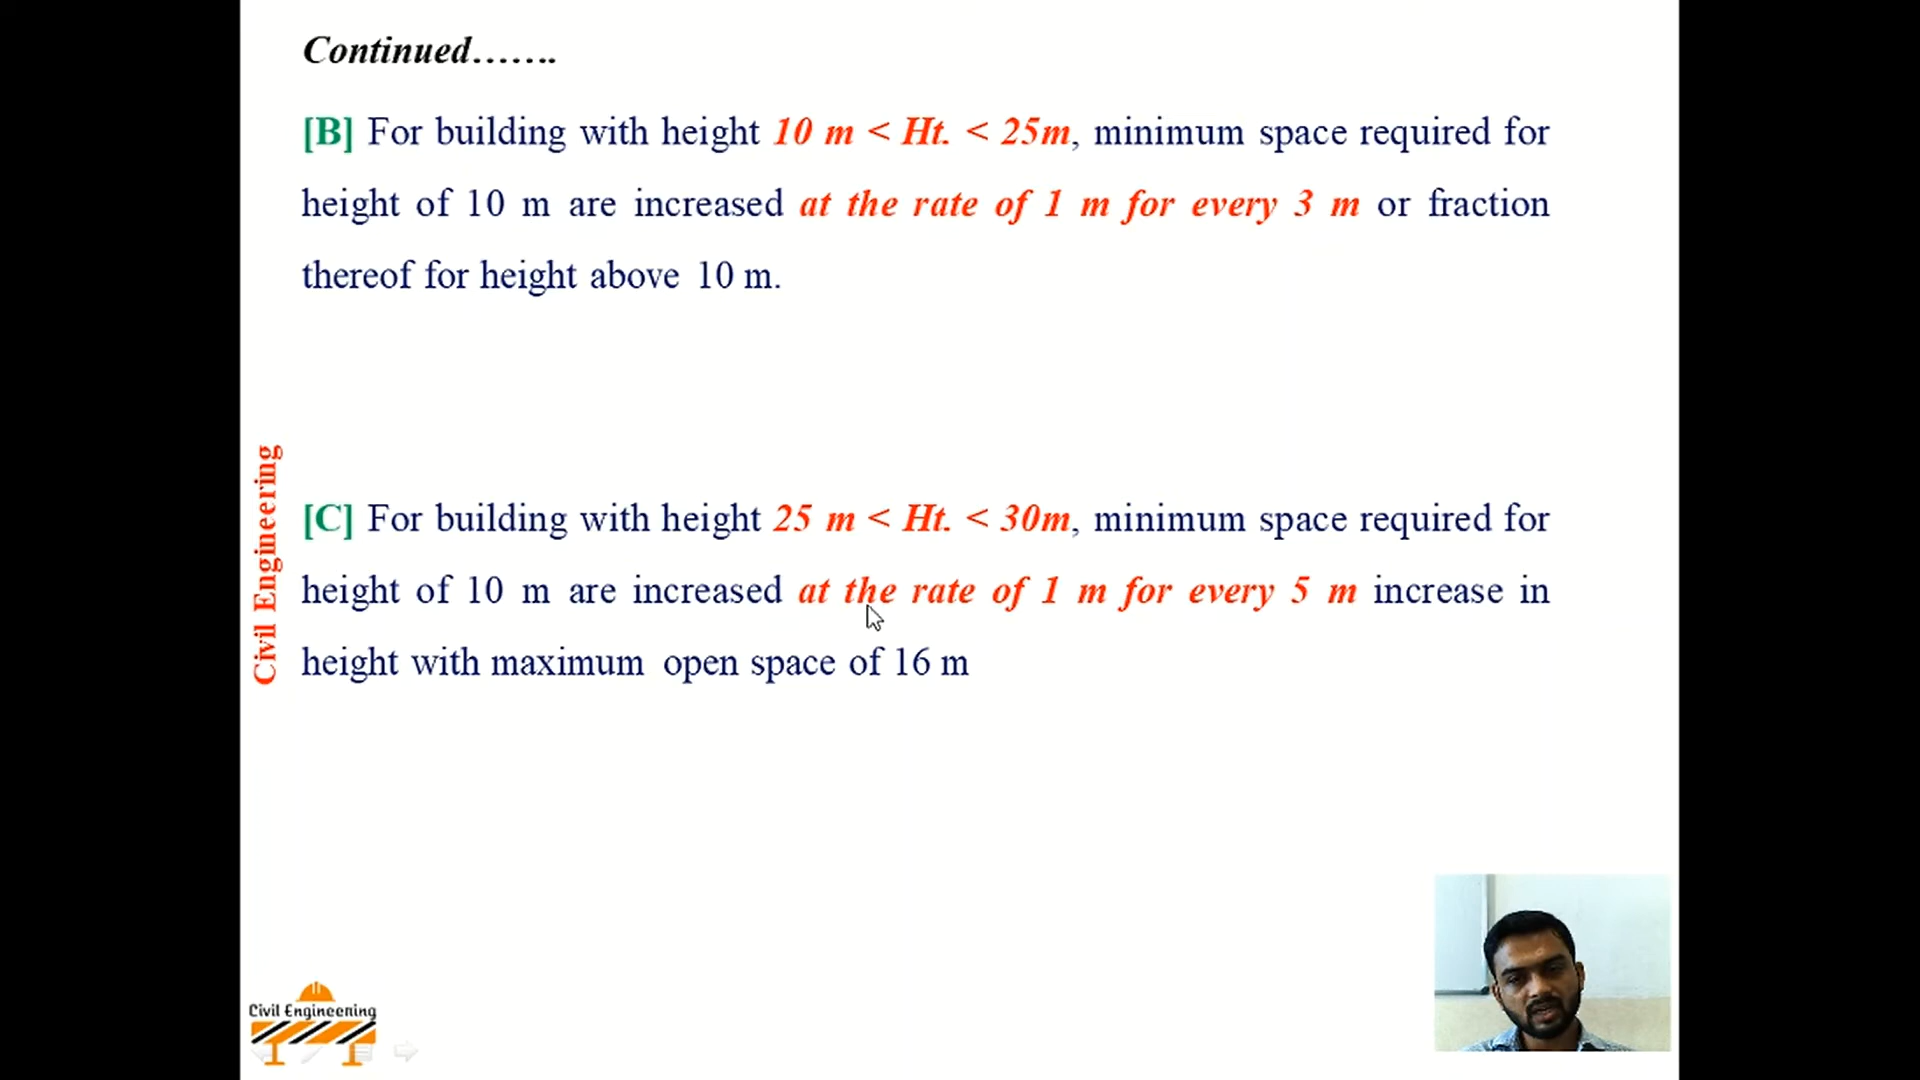 Continued…….
[B] For building with height 10 m < Ht. < 25m, minimum space required for
height of 10 m are increased at the rate of 1 m for every 3 m or fraction
thereof for height above 10 m.
Civil Engineering
[C] For building with height 25 m < Ht. < 30m, minimum space required for
height of 10 m are increased at the rate of 1 m for every 5 m increase in
height with maximum open space of 16 m
Civil Engineering